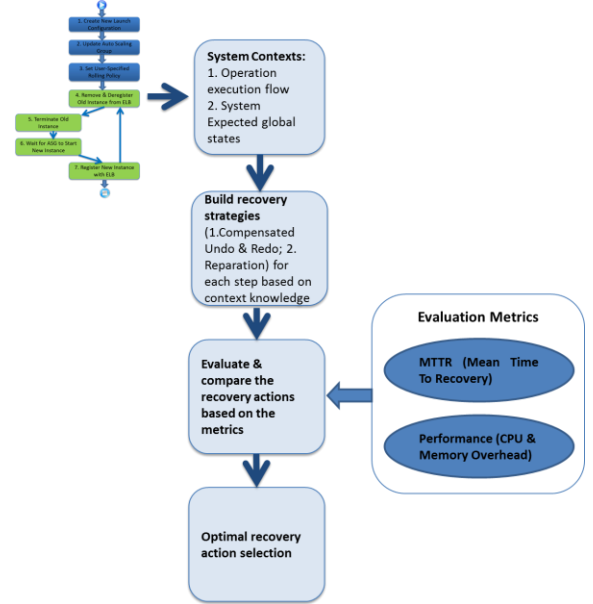 1. Create New Launch
Configuration
2. Update Auto Scaling
Group
3. Set User-Specified
Rolling Policy
4. Remove & Deregister
Old Instance from ELB
5. Terminate Old
Instance
6. Wait for ASG to Start
New Instance
7. Register New Instance
with ELB
System Contexts:
1. Operation
execution flow
2. System
Expected global
states
Build recovery
strategies
(1.Compensated
Undo & Redo; 2.
Reparation) for
each step based on
context knowledge
Evaluation Metrics
MTTR (Mean Time
To Recovery)
Performance (CPU &
Memory Overhead)
Evaluate &
compare the
recovery actions
based on the
metrics
Optimal recovery
action selection